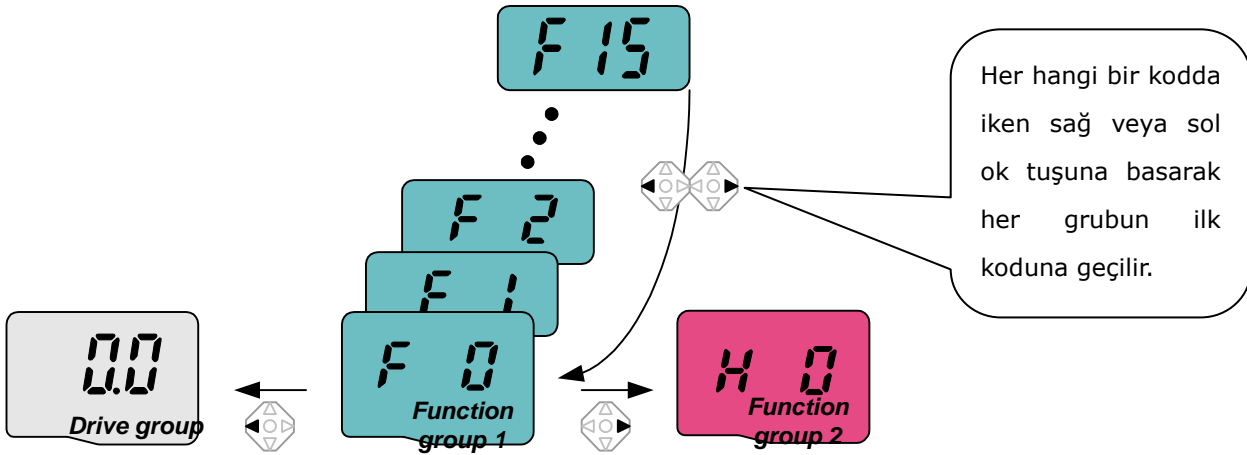 F 15
Her hangi bir kodda
iken sağ veya sol
ok tuşuna basarak
her grubun ilk
koduna geçilir.
F 2
F 1
0.0
Drive group
F 0
Function
group 1
H 0
Function
group 2